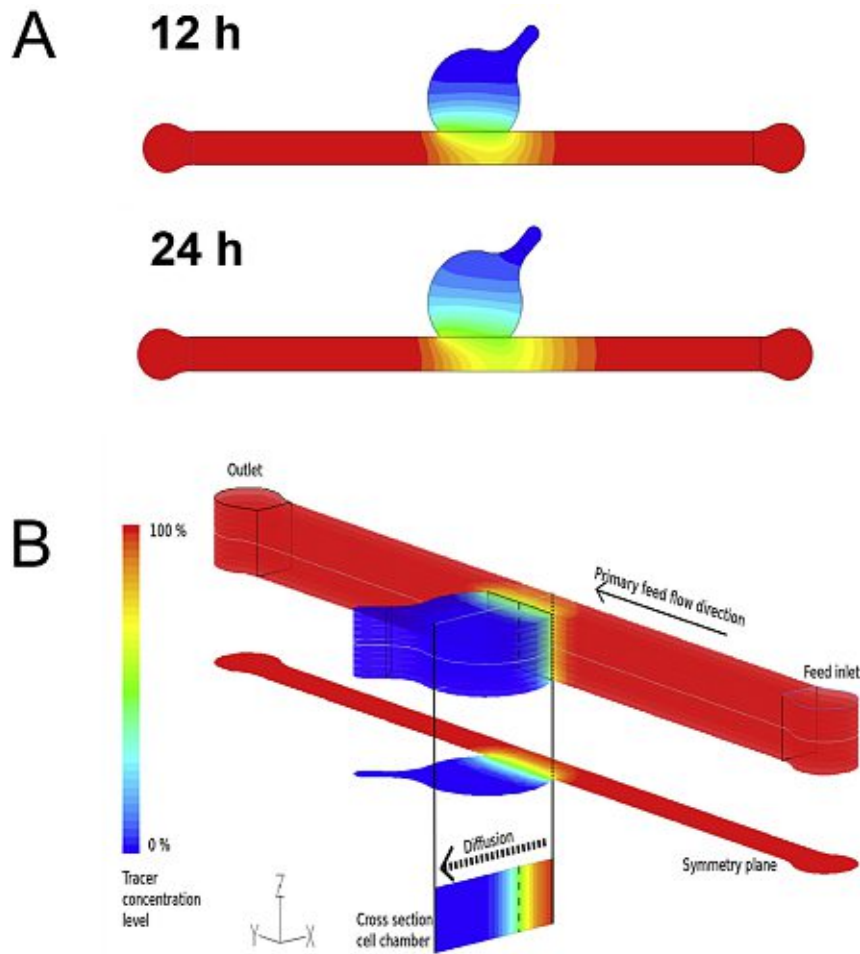 A
12 h
24 h
B
Outlet
100 %
Primary feed flow direction
Feed inlet
0 %
Diffusion
Symmetry plane
Tracer
concentration
level
Z
Y
X
Cross section
cell chamber